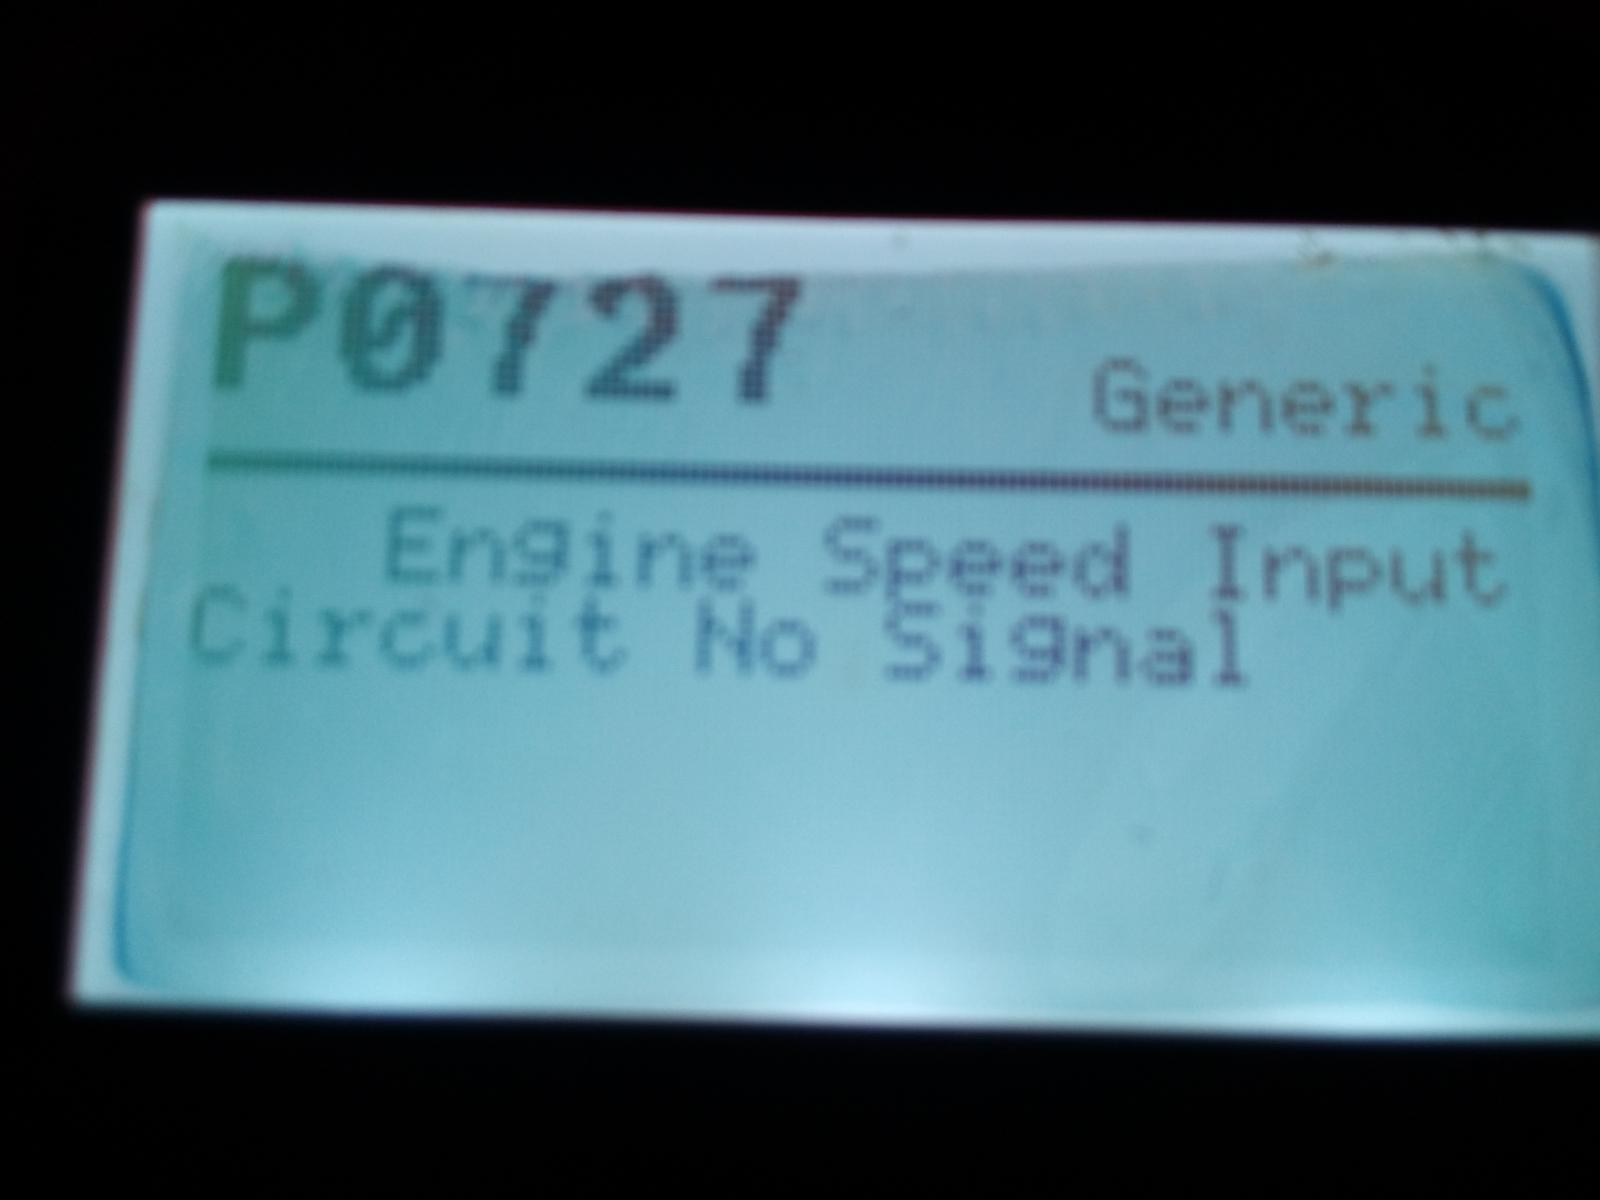 P0727
Generic
Engine Speed Input
Circuit No Signal